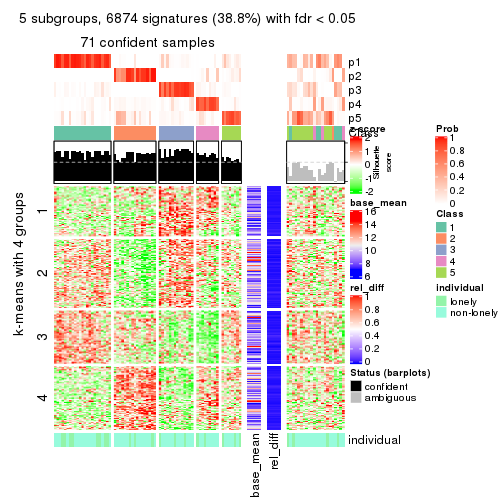 5 subgroups, 6874 signatures (38.8%) with fdr < 0.05
71 confident samples
p1
p2
p3
p4
p5
Class
Silhouette
score
k-means with 4 groups
1
2
3
4
base_mean
rel_diff
individual
z-score
2
1
0
-1
-2
base_mean
16
14
12
10
8
6
rel_diff
1
0.8
0.6
0.4
0.2
0
Status (barplots)
confident
ambiguous
Prob
1
0.8
0.6
0.4
0.2
0
Class
1
2
3
4
5
individual
lonely
non-lonely